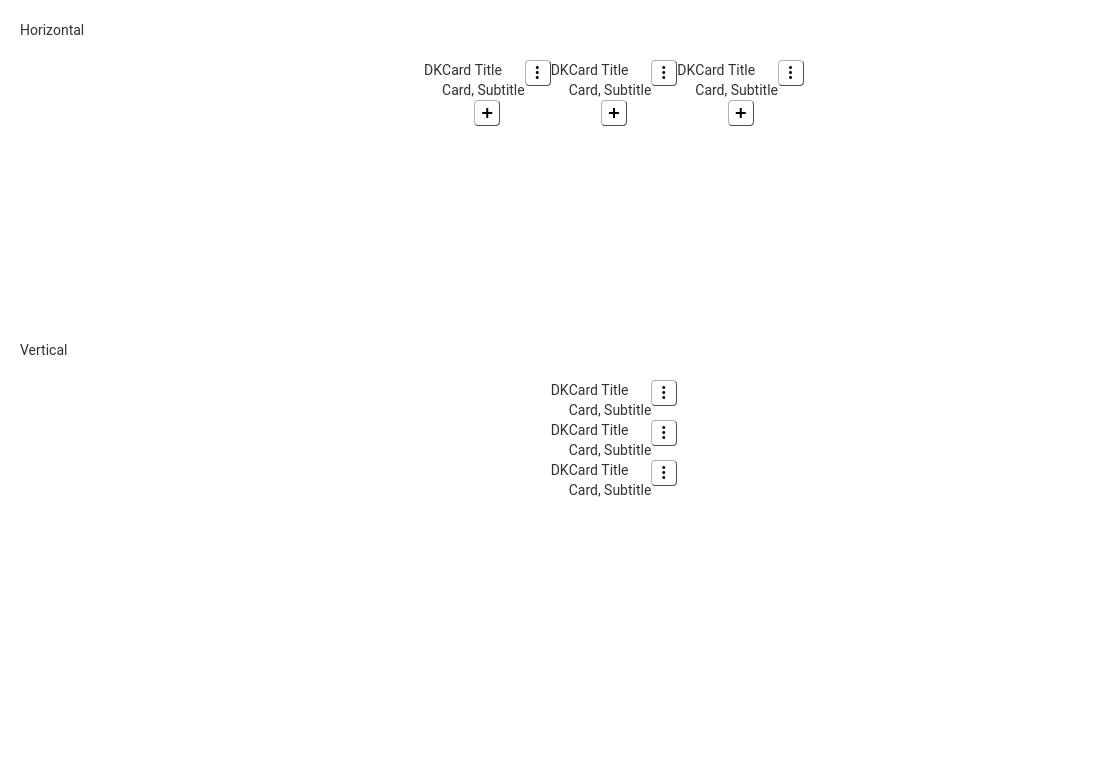 Horizontal
DKCard Title DKCard Title DKCard Title
Card, Subtitle Card, Subtitle Card, Subtitle
+ + +
Vertical
DKCard Title
Card, Subtitle
DKCard Title
Card, Subtitle
DKCard Title
Card, Subtitle